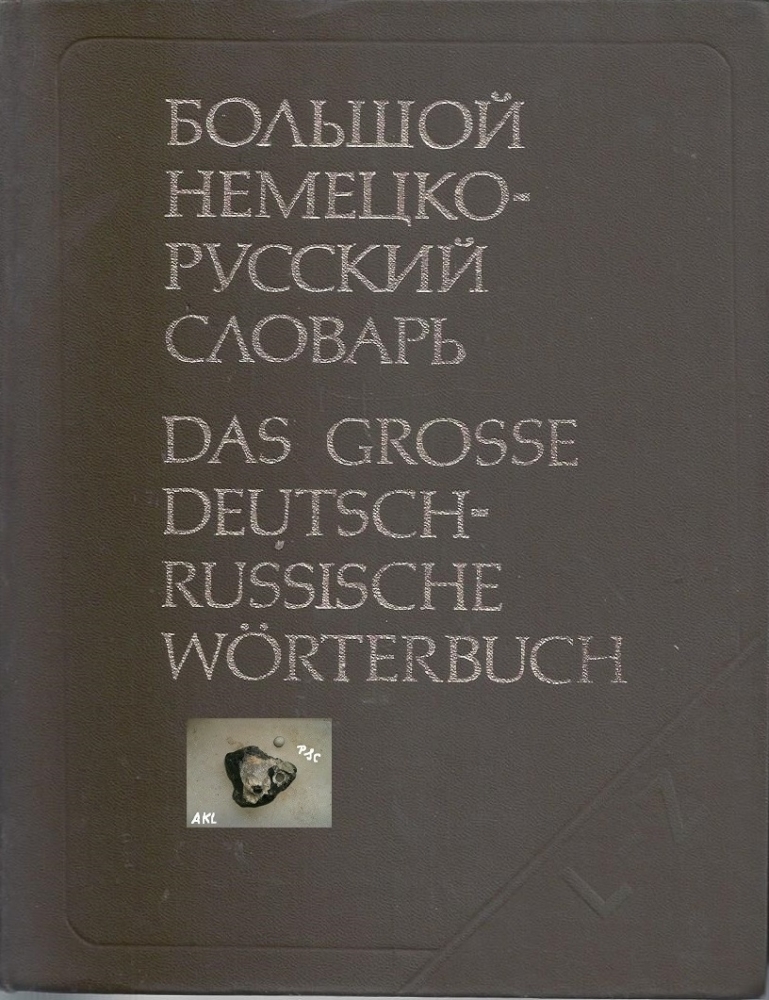 БОЛЬШОЙ
НЕМЕЦКО-
РУССКИЙ
СЛОВАРЬ
DAS GROSSE
DEUTSCH-
RUSSISCHE
WÖRTERBUCH
AKL
L-Z